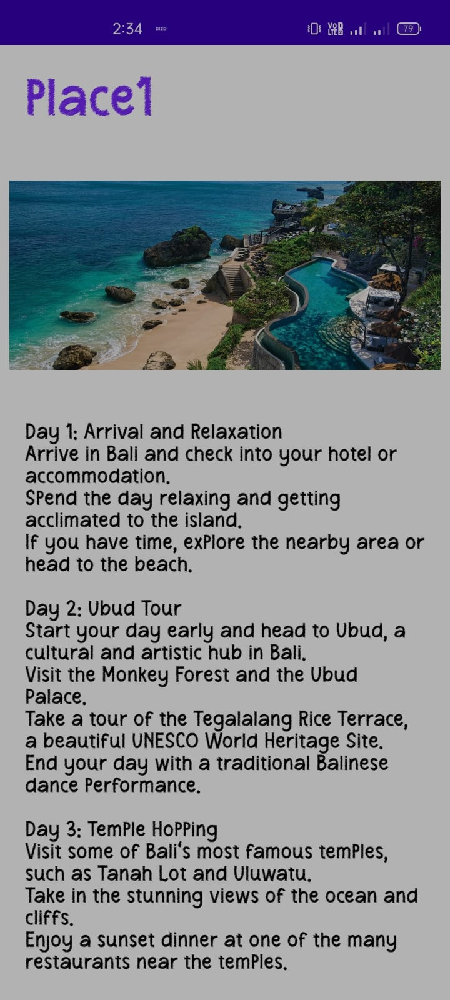 2:34 DIZO VoD LTE2 79
Place1
Day 1: Arrival and Relaxation
Arrive in Bali and check into your hotel or
accommodation.
SPend the day relaxing and getting
acclimated to the island.
If you have time, exPlore the nearby area or
head to the beach.
Day 2: Ubud Tour
Start your day early and head to Ubud, a
cultural and artistic hub in Bali.
Visit the Monkey Forest and the Ubud
Palace.
Take a tour of the Tegalalang Rice Terrace,
a beautiful UNESCO World Heritage Site.
End your day with a traditional Balinese
dance Performance.
Day 3: TemPle HoPPing
Visit some of Bali's most famous temPles,
such as Tanah Lot and Uluwatu.
Take in the stunning views of the ocean and
cliffs.
Enjoy a sunset dinner at one of the many
restaurants near the temPles.